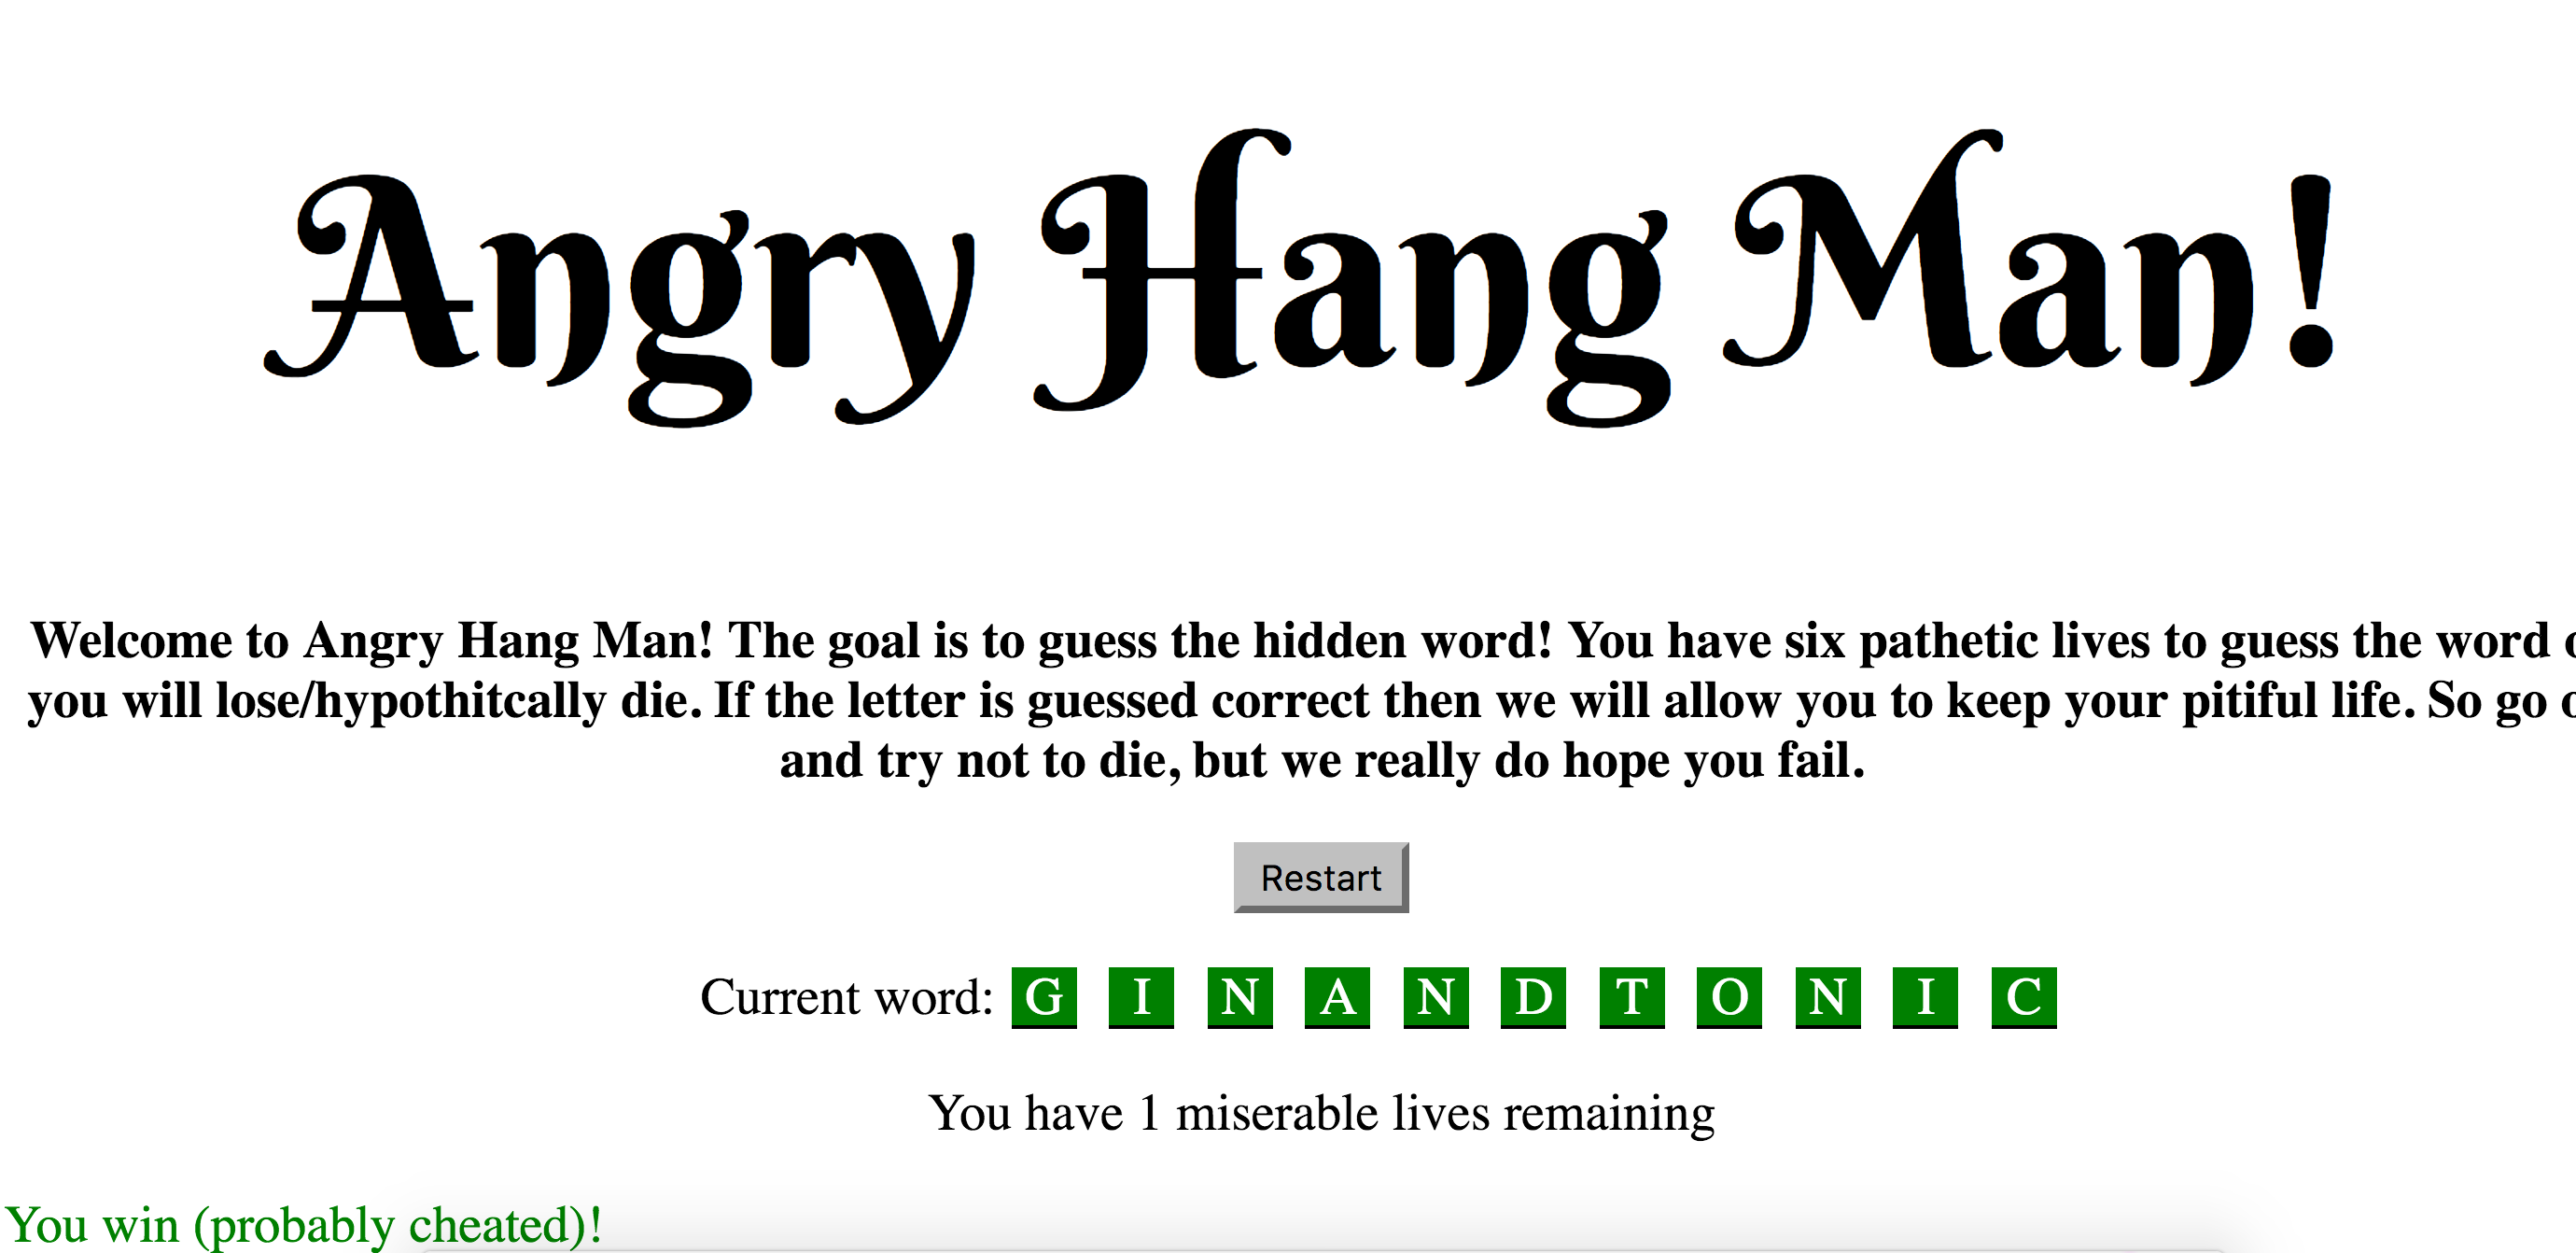 Angry Hang Man!
Welcome to Angry Hang Man! The goal is to guess the hidden word! You have six pathetic lives to guess the word
you will lose/hypothitcally die. If the letter is guessed correct then we will allow you to keep your pitiful life. So go
and try not to die, but we really do hope you fail.
Restart
Current word: G I N A N D T O N I C
You have 1 miserable lives remaining
You win (probably cheated)!